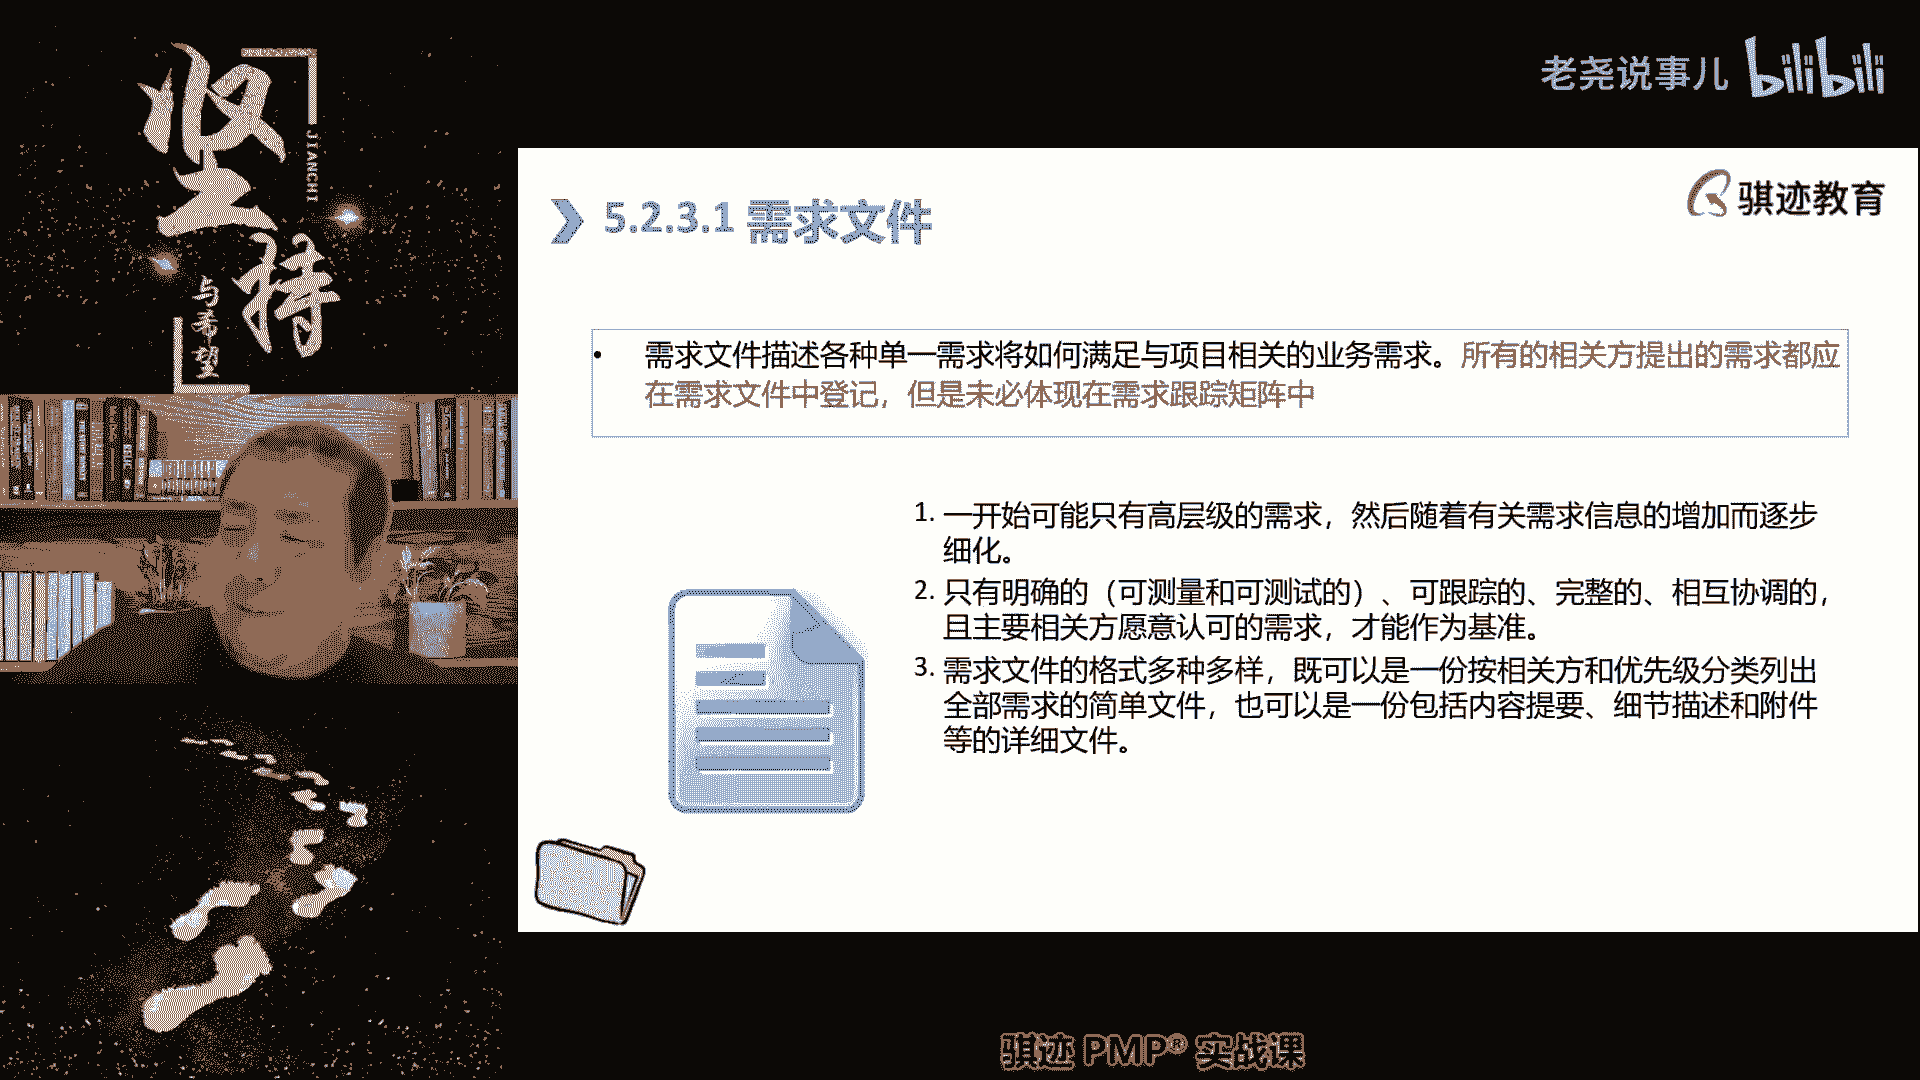 坚持
JIANCHI
与希望
老尧说事儿 bilibili
骐迹教育
5.2.3.1 需求文件
• 需求文件描述各种单一需求将如何满足与项目相关的业务需求。所有的相关方提出的需求都应
在需求文件中登记，但是未必体现在需求跟踪矩阵中
1. 一开始可能只有高层级的需求，然后随着有关需求信息的增加而逐步
细化。
2. 只有明确的（可测量和可测试的）、可跟踪的、完整的、相互协调的，
且主要相关方愿意认可的需求，才能作为基准。
3. 需求文件的格式多种多样，既可以是一份按相关方和优先级分类列出
全部需求的简单文件，也可以是一份包括内容提要、细节描述和附件
等的详细文件。
骐迹 PMP® 实战课